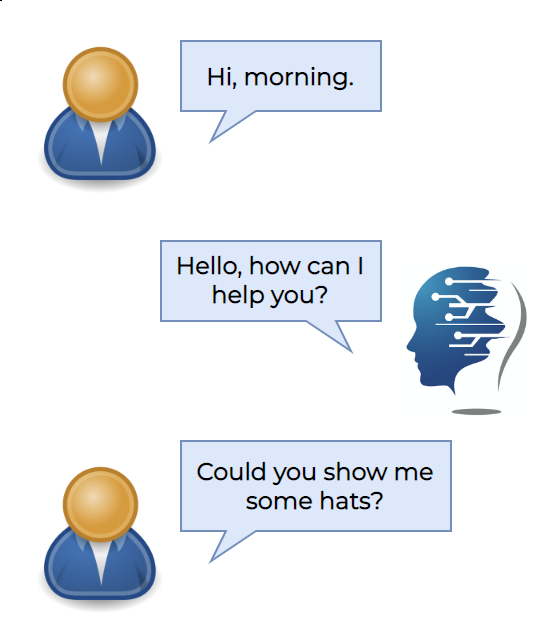 Hi, morning.
Hello, how can I
help you?
Could you show me
some hats?